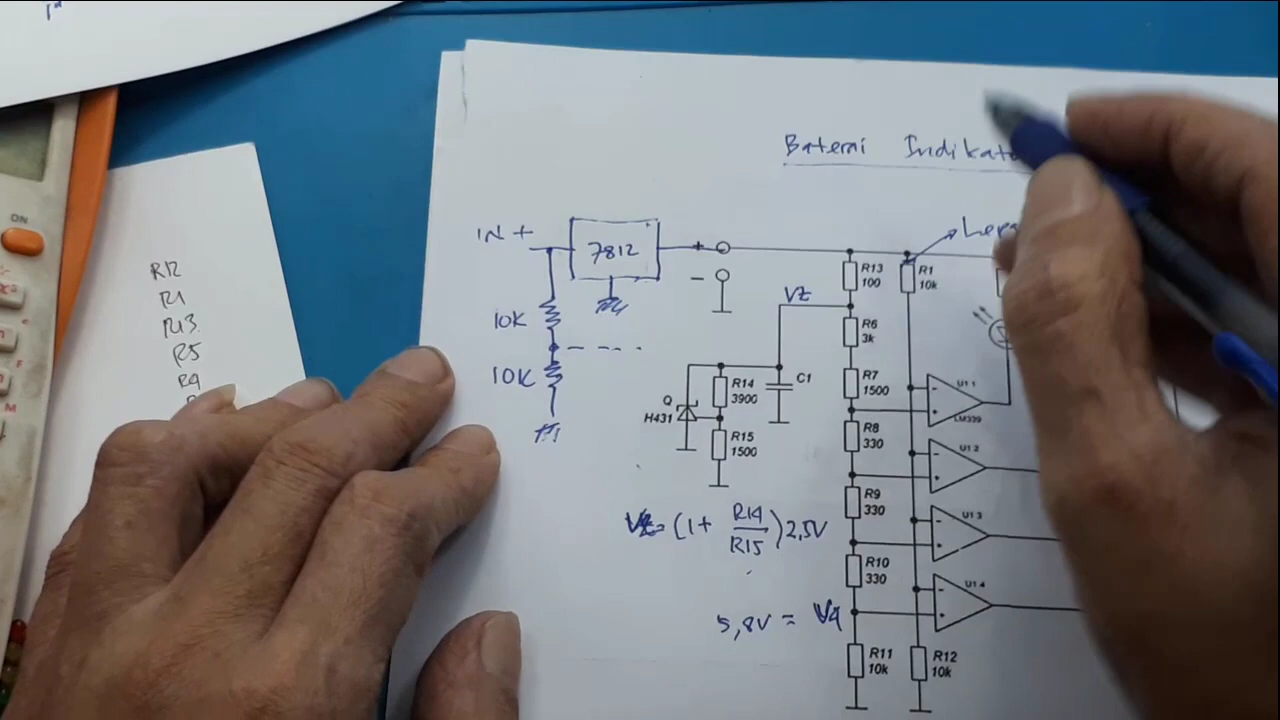 ON
R12
R1
R13
R5
R9
M
Baterai Indikato
IN +
7812
+
-
10K
10K
VZ
R13
100
R1
10k
R6
3k
R7
1500
R14
3900
C1
Q
H431
R15
1500
R8
330
U1 1
LM339
U1 2
R9
330
U1 3
Vz = (1 + R14/R15) 2,5V
R10
330
U1 4
5,8V = V4
R11
10k
R12
10k